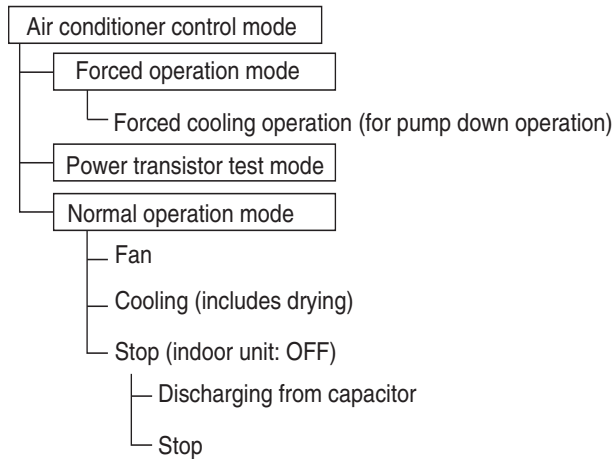 Air conditioner control mode
Forced operation mode
Forced cooling operation (for pump down operation)
Power transistor test mode
Normal operation mode
Fan
Cooling (includes drying)
Stop (indoor unit: OFF)
Discharging from capacitor
Stop